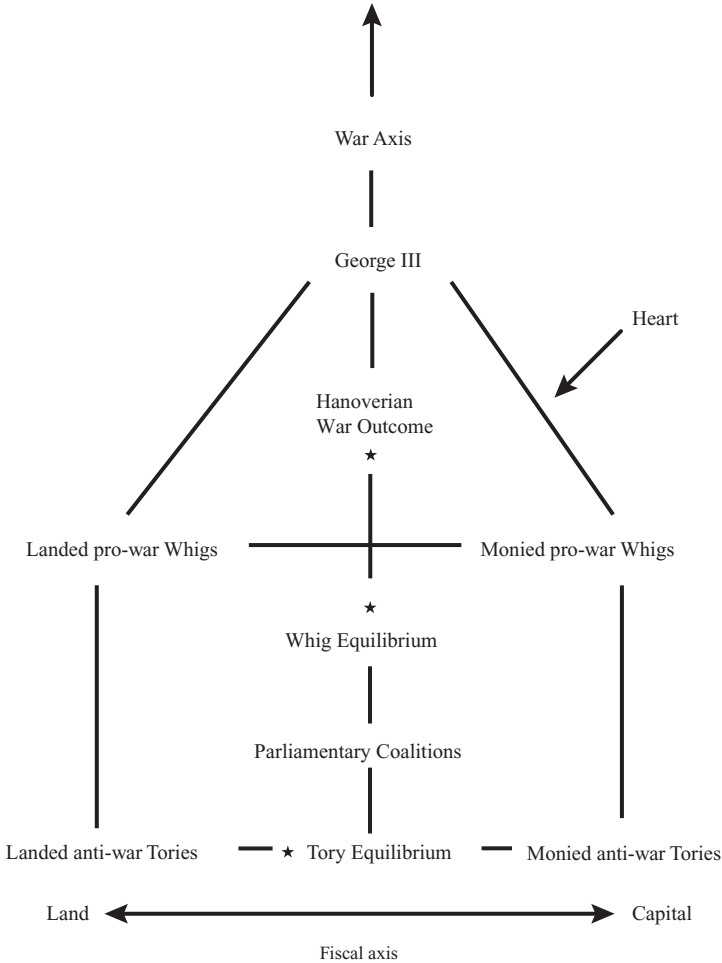 War Axis
George III
Heart
Hanoverian
War Outcome
Landed pro-war Whigs
Monied pro-war Whigs
Whig Equilibrium
Parliamentary Coalitions
Landed anti-war Tories
Tory Equilibrium
Monied anti-war Tories
Land
Capital
Fiscal axis